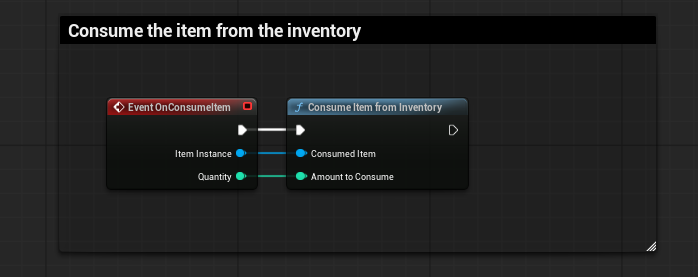 Consume the item from the inventory
Event OnConsumeItem
Item Instance
Quantity
f Consume Item from Inventory
Consumed Item
Amount to Consume